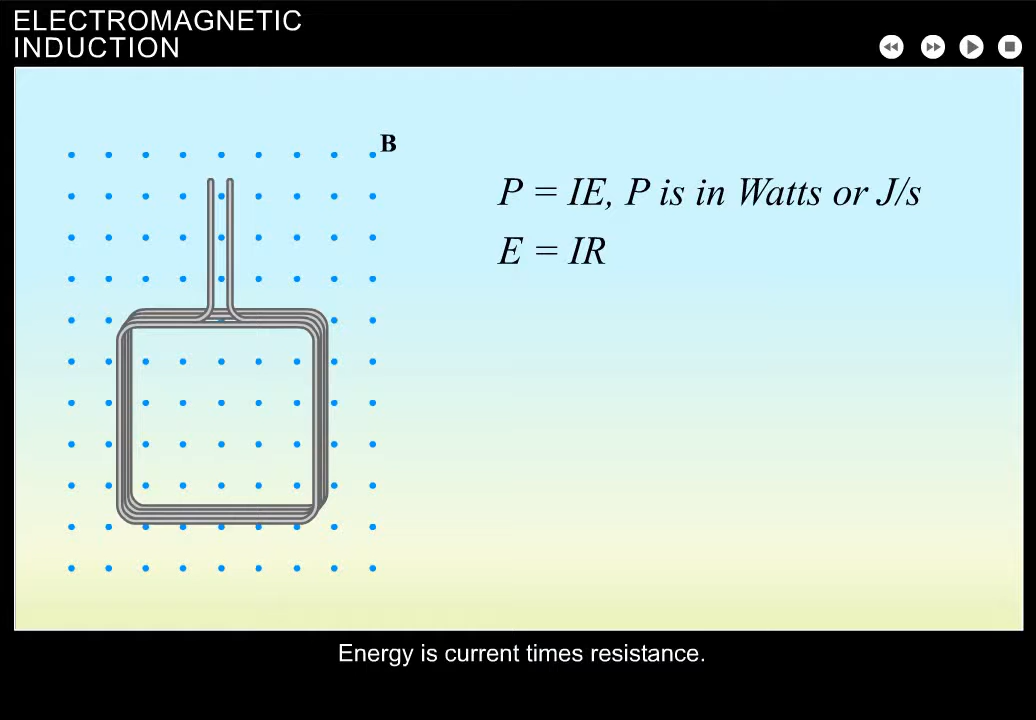 ELECTROMAGNETIC
INDUCTION
B
P = IE, P is in Watts or J/s
E = IR
Energy is current times resistance.